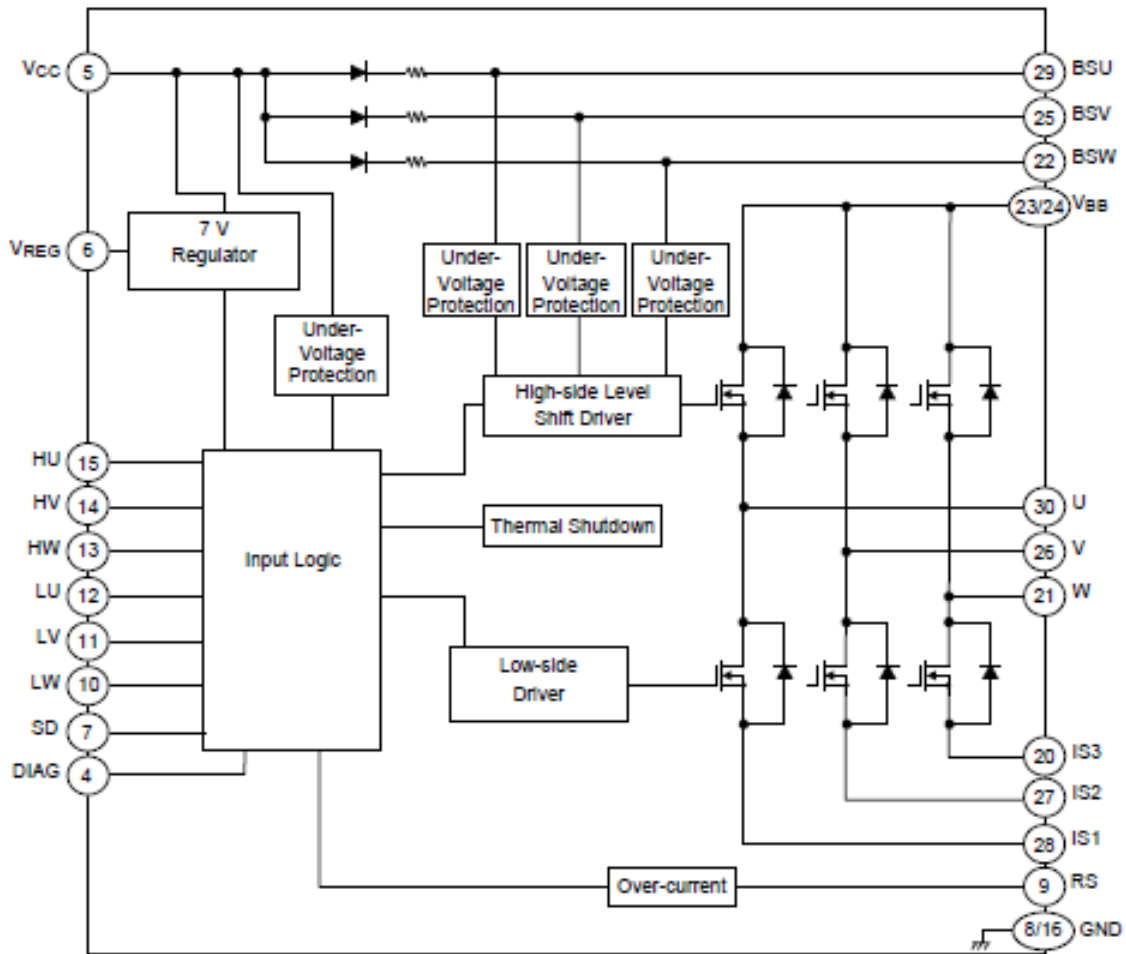 VCC 5
29 BSU
25 BSV
22 BSW
23/24 VBB
7 V
Regulator
VREG 6
Under-
Voltage
Protection
Under-
Voltage
Protection
Under-
Voltage
Protection
Under-
Voltage
Protection
High-side Level
Shift Driver
HU 15
HV 14
HW 13
LU 12
LV 11
LW 10
SD 7
DIAG 4
Input Logic
Thermal Shutdown
Low-side
Driver
30 U
26 V
21 W
20 IS3
27 IS2
28 IS1
Over-current
9 RS
8/16 GND